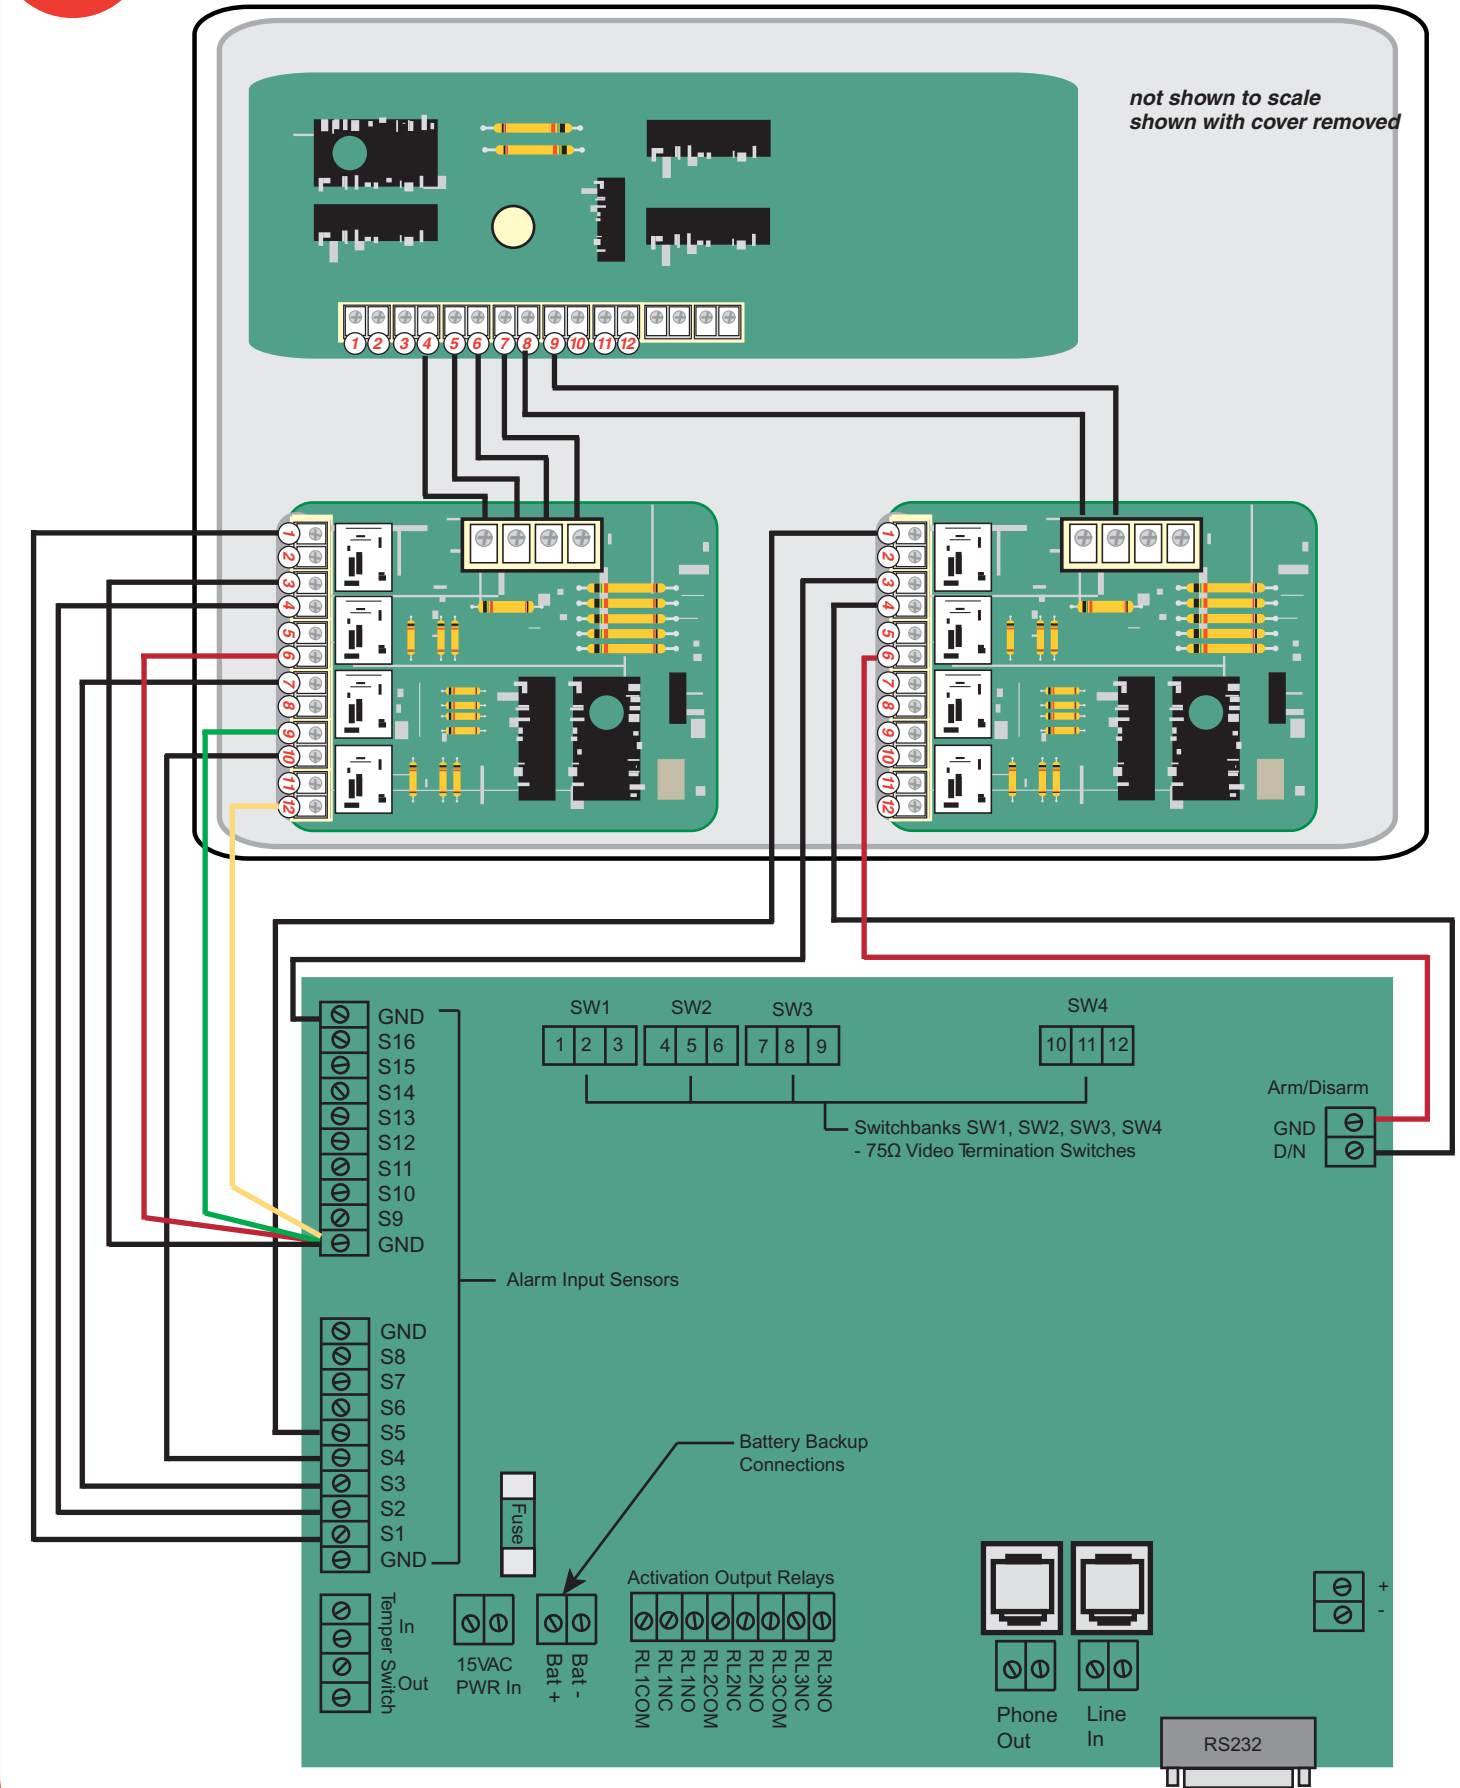 not shown to scale
shown with cover removed
1 2 3 4 5 6 7 8 9 10 11 12
1
2
3
4
5
6
7
8
9
10
11
12
1
2
3
4
5
6
7
8
9
10
11
12
GND
S16
S15
S14
S13
S12
S11
S10
S9
GND
SW1
1 2 3
SW2
4 5 6
SW3
7 8 9
SW4
10 11 12
Switchbanks SW1, SW2, SW3, SW4
- 75Ω Video Termination Switches
Arm/Disarm
GND
D/N
Alarm Input Sensors
GND
S8
S7
S6
S5
S4
S3
S2
S1
GND
Battery Backup
Connections
Fuse
Temper Switch
In
Out
15VAC
PWR In
Bat +
Bat -
Activation Output Relays
RL1COM
RL1NC
RL1NO
RL2COM
RL2NC
RL2NO
RL3COM
RL3NC
RL3NO
Phone
Out
Line
In
+
-
RS232